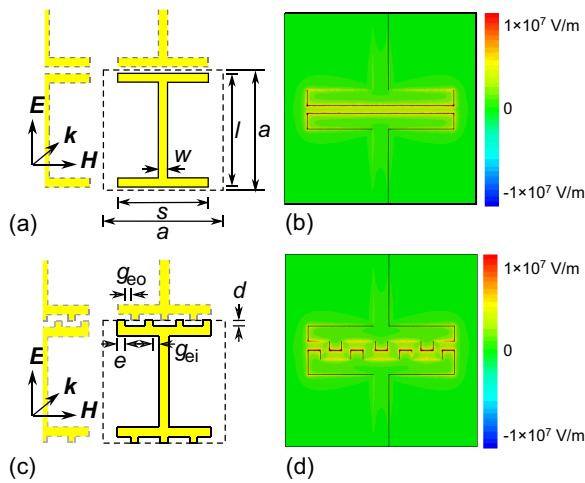 E
k
H
w
l
a
s
a
(a)
1×10⁷ V/m
0
-1×10⁷ V/m
(b)
g_eo
d
E
k
H
e
g_ei
(c)
1×10⁷ V/m
0
-1×10⁷ V/m
(d)